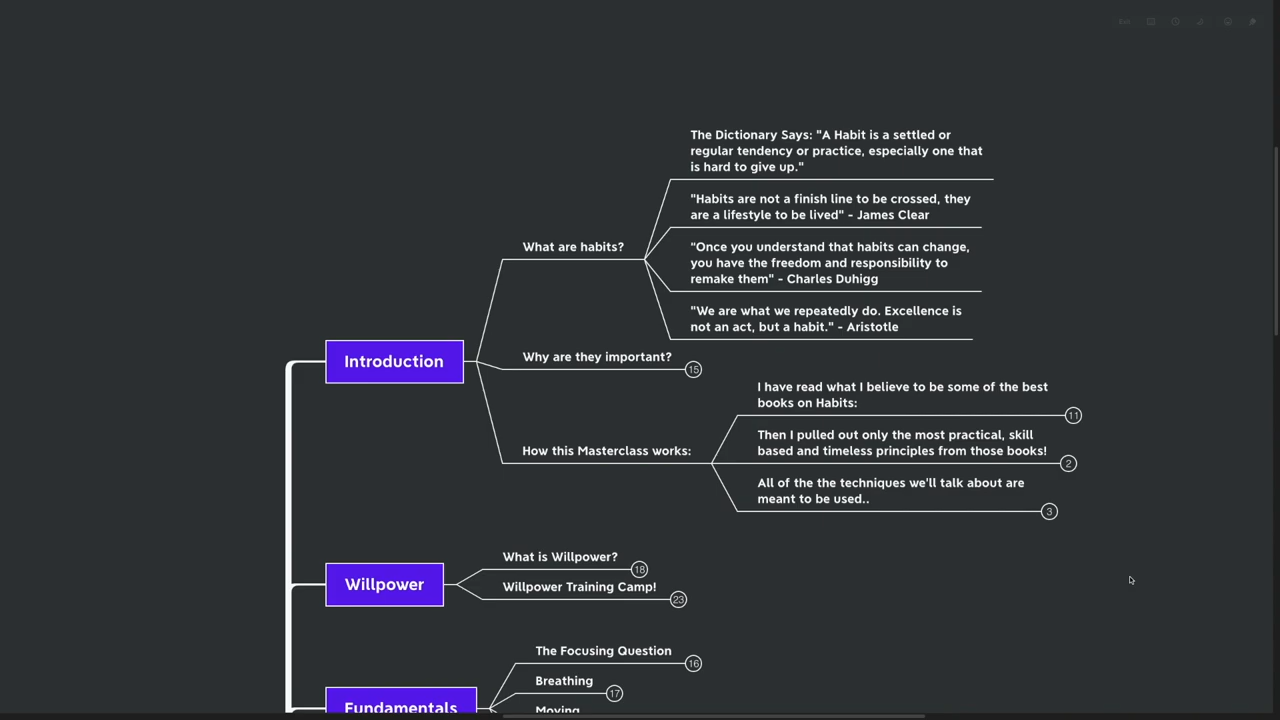 The Dictionary Says: "A Habit is a settled or
regular tendency or practice, especially one that
is hard to give up."
"Habits are not a finish line to be crossed, they
are a lifestyle to be lived" - James Clear
What are habits?
"Once you understand that habits can change,
you have the freedom and responsibility to
remake them" - Charles Duhigg
"We are what we repeatedly do. Excellence is
not an act, but a habit." - Aristotle
Introduction
Why are they important?
15
I have read what I believe to be some of the best
books on Habits:
11
How this Masterclass works:
Then I pulled out only the most practical, skill
based and timeless principles from those books!
2
All of the the techniques we'll talk about are
meant to be used..
3
Willpower
What is Willpower?
18
Willpower Training Camp!
23
The Focusing Question
16
Breathing
17
Fundamentals
Moving